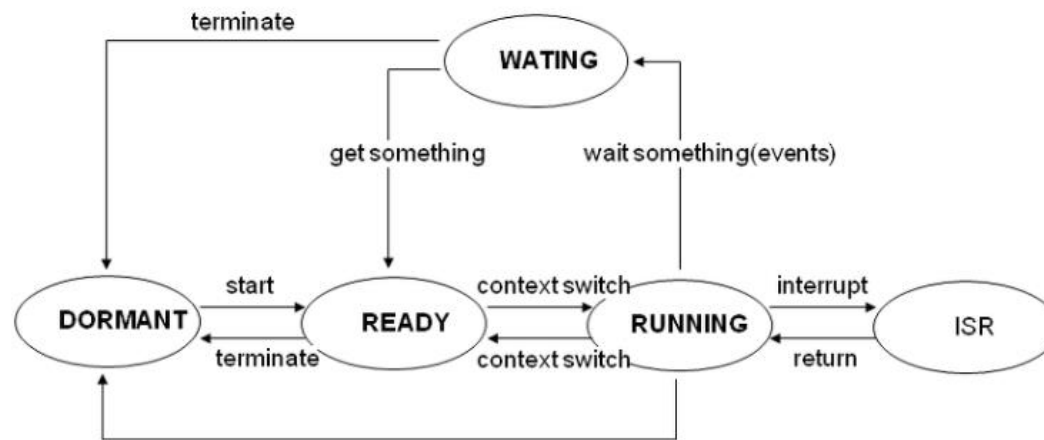 terminate
WATING
get something
wait something(events)
start
context switch
interrupt
DORMANT
READY
RUNNING
ISR
terminate
context switch
return